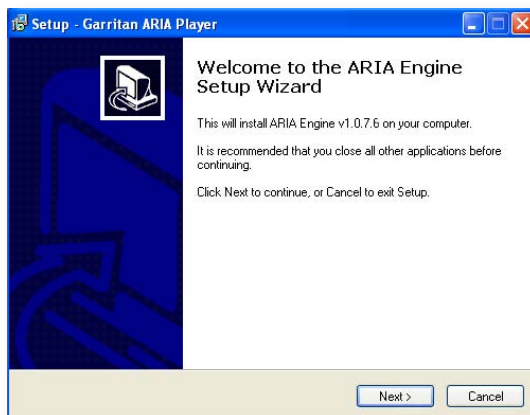 Setup - Garritan ARIA Player
Welcome to the ARIA Engine
Setup Wizard
This will install ARIA Engine v1.0.7.6 on your computer.
It is recommended that you close all other applications before
continuing.
Click Next to continue, or Cancel to exit Setup.
Next >
Cancel